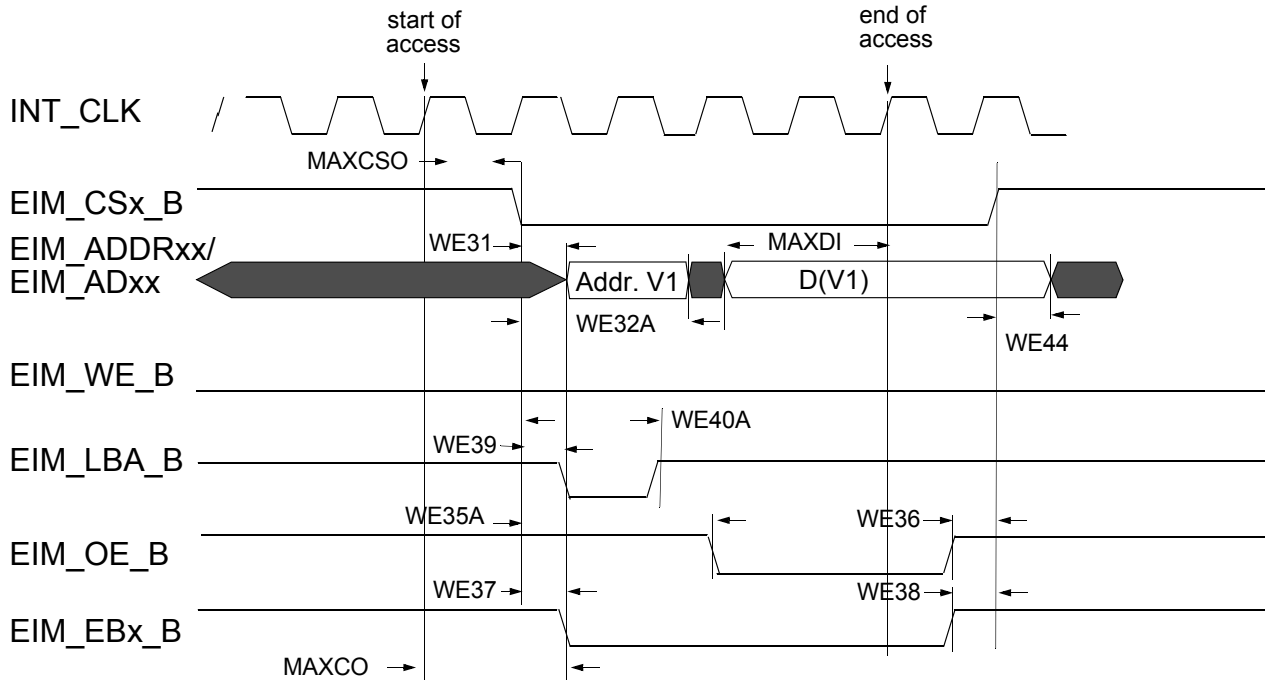 start of
access
end of
access
INT_CLK
MAXCSO
EIM_CSx_B
EIM_ADDRxx/
EIM_ADxx
WE31
MAXDI
Addr. V1
D(V1)
WE32A
WE44
EIM_WE_B
WE40A
WE39
EIM_LBA_B
WE35A
WE36
EIM_OE_B
WE37
WE38
EIM_EBx_B
MAXCO